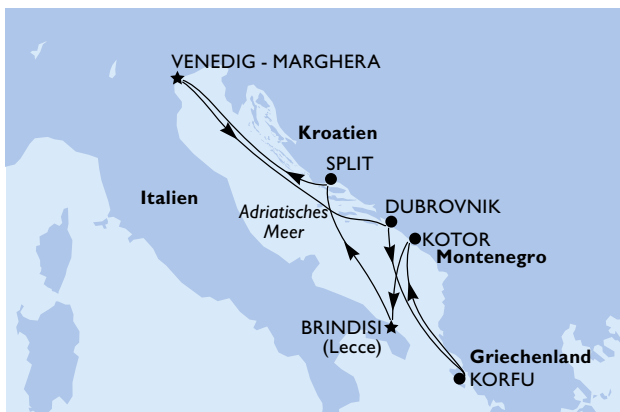 VENEDIG - MARGHERA
Kroatien
SPLIT
Italien
Adriatisches
Meer
DUBROVNIK
KOTOR
Montenegro
BRINDISI
(Lecce)
Griechenland
KORFU